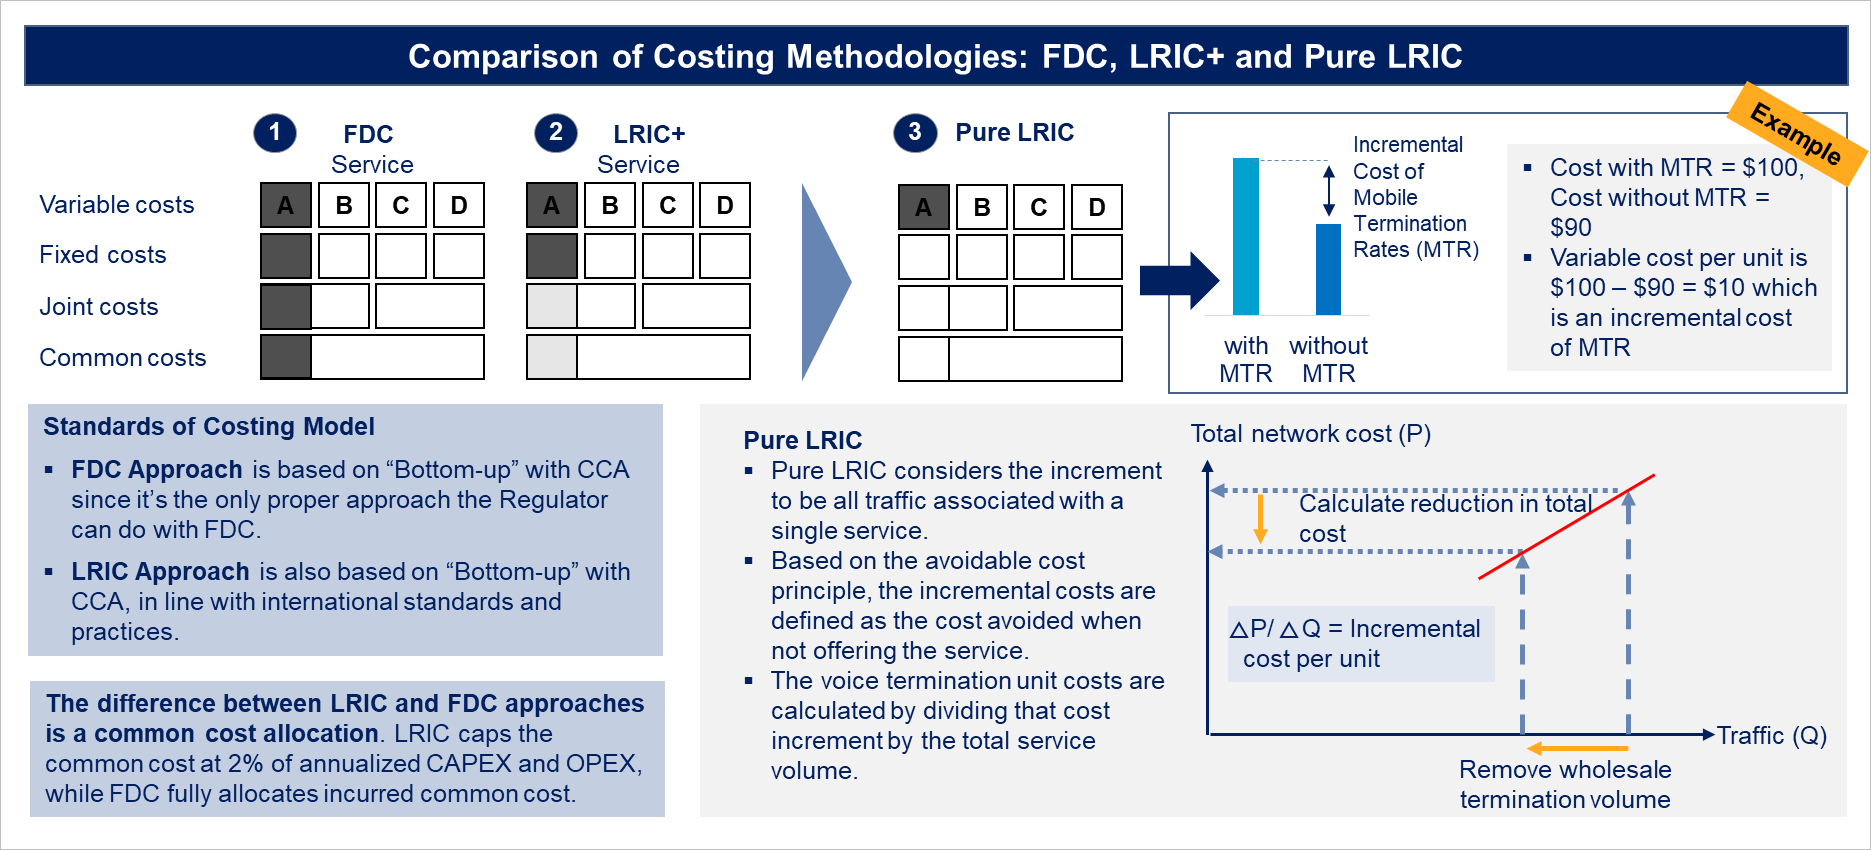 Comparison of Costing Methodologies: FDC, LRIC+ and Pure LRIC
1
FDC
Service
2
LRIC+
Service
3
Pure LRIC
Variable costs
A
B
C
D
A
B
C
D
A
B
C
D
Fixed costs
Joint costs
Common costs
Example
Incremental
Cost of
Mobile
Termination
Rates (MTR)
with
MTR
without
MTR
▪ Cost with MTR = $100,
Cost without MTR =
$90
▪ Variable cost per unit is
$100 – $90 = $10 which
is an incremental cost
of MTR
Standards of Costing Model
▪ FDC Approach is based on “Bottom-up” with CCA
since it’s the only proper approach the Regulator
can do with FDC.
▪ LRIC Approach is also based on “Bottom-up” with
CCA, in line with international standards and
practices.
The difference between LRIC and FDC approaches
is a common cost allocation. LRIC caps the
common cost at 2% of annualized CAPEX and OPEX,
while FDC fully allocates incurred common cost.
Pure LRIC
▪ Pure LRIC considers the increment
to be all traffic associated with a
single service.
▪ Based on the avoidable cost
principle, the incremental costs are
defined as the cost avoided when
not offering the service.
▪ The voice termination unit costs are
calculated by dividing that cost
increment by the total service
volume.
Total network cost (P)
Calculate reduction in total
cost
△P/ △Q = Incremental
cost per unit
Traffic (Q)
Remove wholesale
termination volume